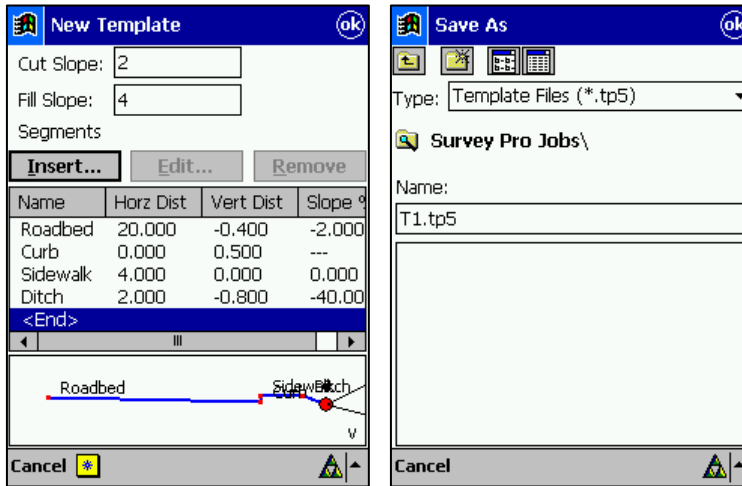 New Template ok
Cut Slope: 2
Fill Slope: 4
Segments
Insert... Edit... Remove
Name Horz Dist Vert Dist Slope %
Roadbed 20.000 -0.400 -2.000
Curb 0.000 0.500 ---
Sidewalk 4.000 0.000 0.000
Ditch 2.000 -0.800 -40.00
<End>
Roadbed
V
Cancel
Save As ok
Type: Template Files (*.tp5)
Survey Pro Jobs\
Name:
T1.tp5
Cancel